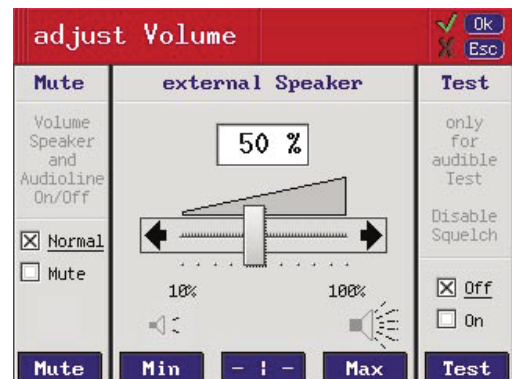 adjust Volume
Ok
Esc
Mute
external Speaker
Test
Volume
Speaker
and
Audioline
On/Off
Normal
Mute
50 %
10%
100%
only
for
audible
Test
Disable
Squelch
Off
On
Mute
Min
- ¦ -
Max
Test